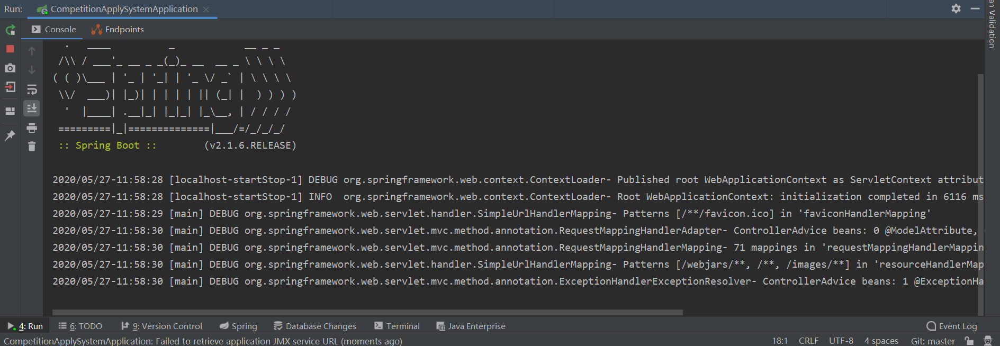 Run: CompetitionApplySystemApplication
Console Endpoints
an Validation
  .   ____          _            __ _ _
 /\\ / ___'_ __ _ _(_)_ __  __ _ \ \ \ \
( ( )\___ | '_ | '_| | '_ \/ _` | \ \ \ \
 \\/  ___)| |_)| | | | | || (_| |  ) ) ) )
  '  |____| .__|_| |_|_| |_\__, | / / / /
 =========|_|==============|___/=/_/_/_/
 :: Spring Boot ::        (v2.1.6.RELEASE)
2020/05/27-11:58:28 [localhost-startStop-1] DEBUG org.springframework.web.context.ContextLoader- Published root WebApplicationContext as ServletContext attribut
2020/05/27-11:58:28 [localhost-startStop-1] INFO  org.springframework.web.context.ContextLoader- Root WebApplicationContext: initialization completed in 6116 ms
2020/05/27-11:58:29 [main] DEBUG org.springframework.web.servlet.handler.SimpleUrlHandlerMapping- Patterns [/**/favicon.ico] in 'faviconHandlerMapping'
2020/05/27-11:58:30 [main] DEBUG org.springframework.web.servlet.mvc.method.annotation.RequestMappingHandlerAdapter- ControllerAdvice beans: 0 @ModelAttribute,
2020/05/27-11:58:30 [main] DEBUG org.springframework.web.servlet.mvc.method.annotation.RequestMappingHandlerMapping- 71 mappings in 'requestMappingHandlerMappin
2020/05/27-11:58:30 [main] DEBUG org.springframework.web.servlet.handler.SimpleUrlHandlerMapping- Patterns [/webjars/**, /**, /images/**] in 'resourceHandlerMap
2020/05/27-11:58:30 [main] DEBUG org.springframework.web.servlet.mvc.method.annotation.ExceptionHandlerExceptionResolver- ControllerAdvice beans: 1 @ExceptionHa
4: Run 6: TODO 9: Version Control Spring Database Changes Terminal Java Enterprise Event Log
CompetitionApplySystemApplication: Failed to retrieve application JMX service URL (moments ago) 18:1 CRLF UTF-8 4 spaces Git: master